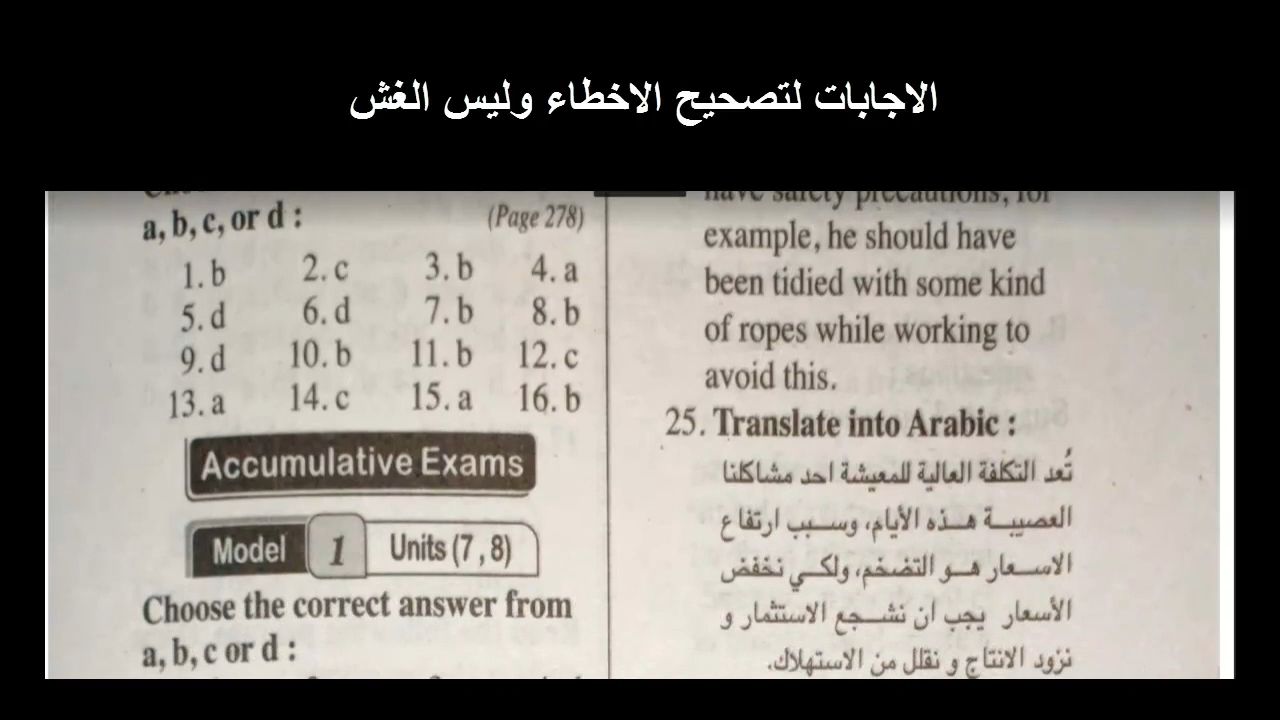 الاجابات لتصحيح الاخطاء وليس الغش
a, b, c, or d : (Page 278)
1. b 2. c 3. b 4. a
5. d 6. d 7. b 8. b
9. d 10. b 11. b 12. c
13. a 14. c 15. a 16. b
Accumulative Exams
Model 1 Units (7 , 8)
Choose the correct answer from
a, b, c or d :
have safety precautions, for
example, he should have
been tidied with some kind
of ropes while working to
avoid this.
25. Translate into Arabic :
تُعد التكلفة العالية للمعيشة احد مشاكلنا
العصيبة هذه الأيام، وسبب ارتفاع
الاسعار هو التضخم، ولكي نخفض
الأسعار يجب ان نشجع الاستثمار و
نزود الانتاج و نقلل من الاستهلاك.